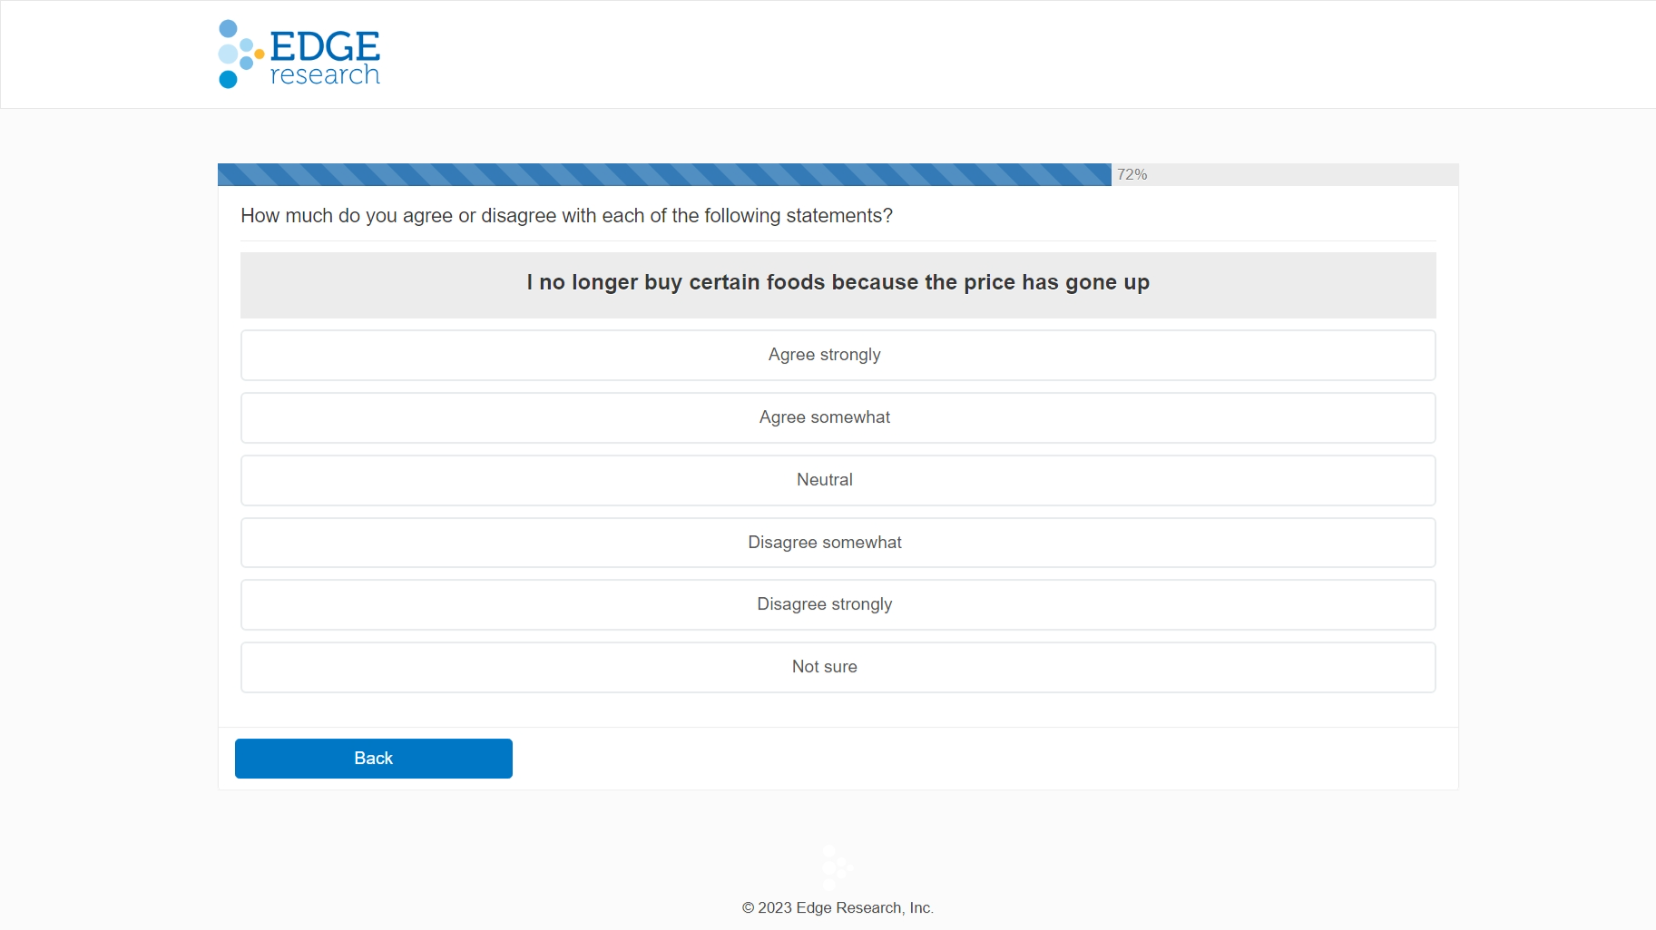 EDGE
research
72%
How much do you agree or disagree with each of the following statements?
I no longer buy certain foods because the price has gone up
Agree strongly
Agree somewhat
Neutral
Disagree somewhat
Disagree strongly
Not sure
Back
© 2023 Edge Research, Inc.